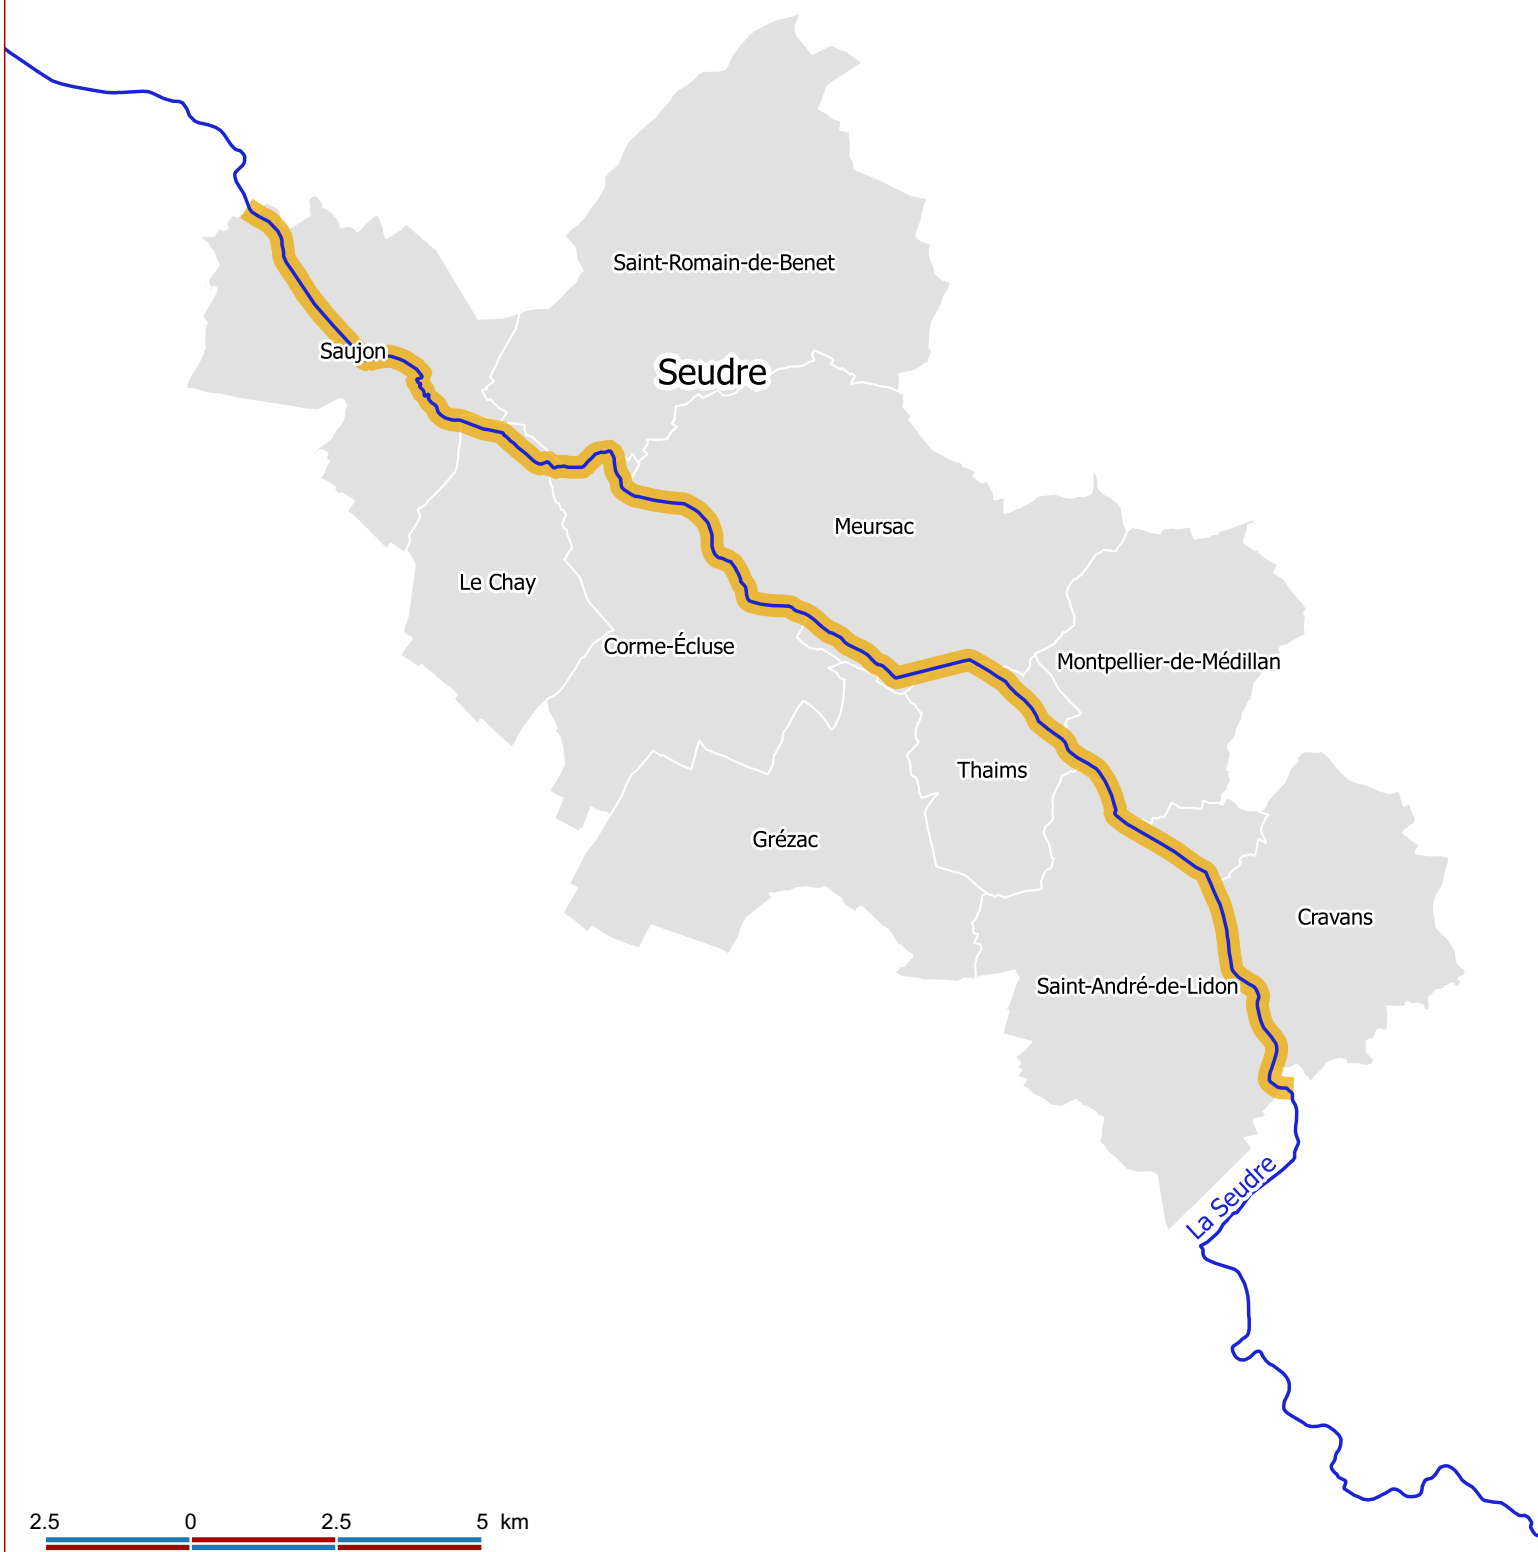 Saint-Romain-de-Benet
Saujon
Seudre
Meursac
Le Chay
Corme-Écluse
Montpellier-de-Médillan
Thaims
Grézac
Cravans
Saint-André-de-Lidon
La Seudre
2.5 0 2.5 5 km